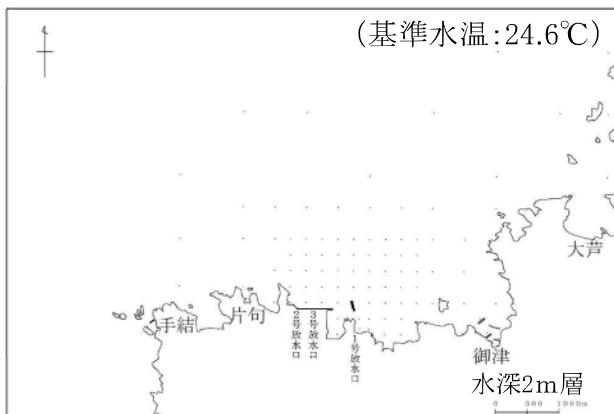 (基準水温:24.6℃)
大芦
片句
手結
2号放水口
3号放水口
1号放水口
御津
水深2m層
0 500 1000m